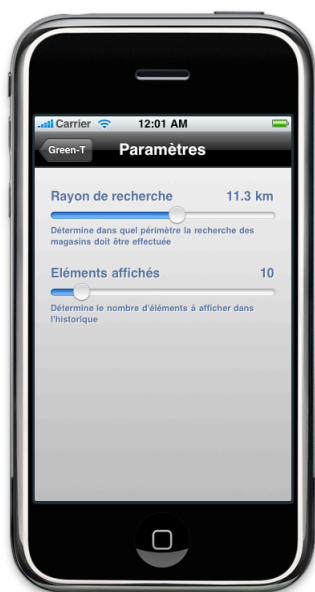 Carrier 12:01 AM
Green-T Paramètres
Rayon de recherche 11.3 km
Détermine dans quel périmètre la recherche des
magasins doit être effectuée
Eléments affichés 10
Détermine le nombre d'éléments à afficher dans
l'historique